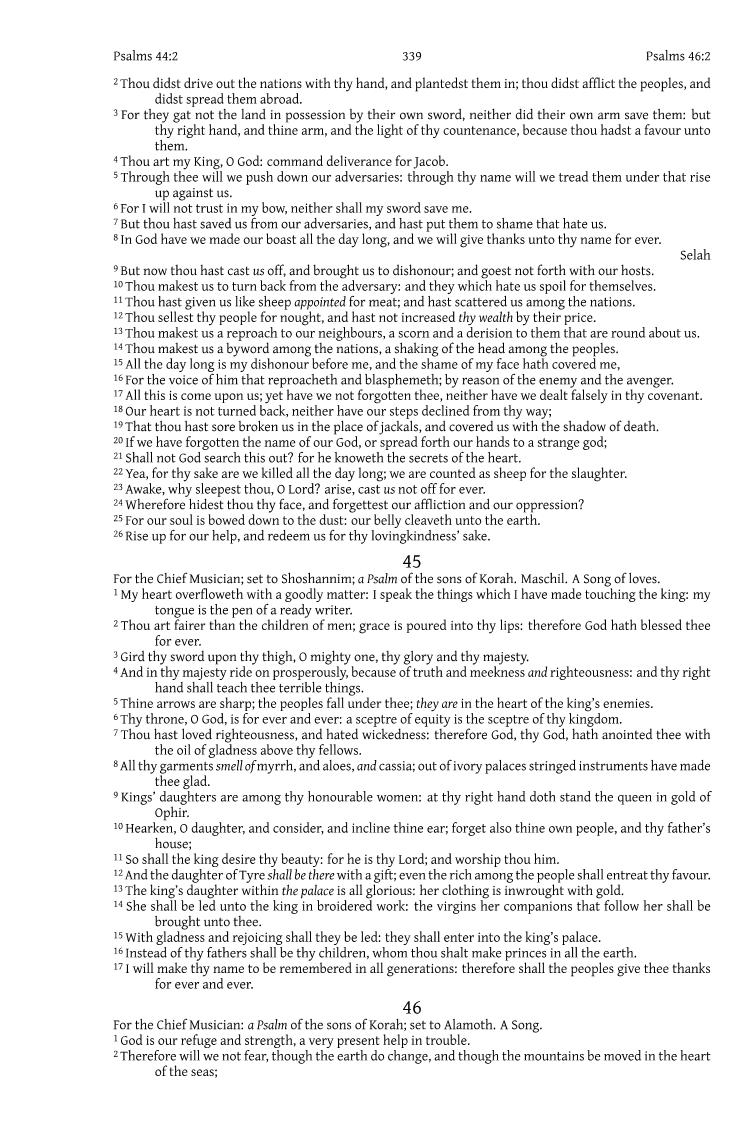 Psalms 44:2 339 Psalms 46:2
2 Thou didst drive out the nations with thy hand, and plantedst them in; thou didst afflict the peoples, and
didst spread them abroad.
3 For they gat not the land in possession by their own sword, neither did their own arm save them: but
thy right hand, and thine arm, and the light of thy countenance, because thou hadst a favour unto
them.
4 Thou art my King, O God: command deliverance for Jacob.
5 Through thee will we push down our adversaries: through thy name will we tread them under that rise
up against us.
6 For I will not trust in my bow, neither shall my sword save me.
7 But thou hast saved us from our adversaries, and hast put them to shame that hate us.
8 In God have we made our boast all the day long, and we will give thanks unto thy name for ever.
Selah
9 But now thou hast cast us off, and brought us to dishonour; and goest not forth with our hosts.
10 Thou makest us to turn back from the adversary: and they which hate us spoil for themselves.
11 Thou hast given us like sheep appointed for meat; and hast scattered us among the nations.
12 Thou sellest thy people for nought, and hast not increased thy wealth by their price.
13 Thou makest us a reproach to our neighbours, a scorn and a derision to them that are round about us.
14 Thou makest us a byword among the nations, a shaking of the head among the peoples.
15 All the day long is my dishonour before me, and the shame of my face hath covered me,
16 For the voice of him that reproacheth and blasphemeth; by reason of the enemy and the avenger.
17 All this is come upon us; yet have we not forgotten thee, neither have we dealt falsely in thy covenant.
18 Our heart is not turned back, neither have our steps declined from thy way;
19 That thou hast sore broken us in the place of jackals, and covered us with the shadow of death.
20 If we have forgotten the name of our God, or spread forth our hands to a strange god;
21 Shall not God search this out? for he knoweth the secrets of the heart.
22 Yea, for thy sake are we killed all the day long; we are counted as sheep for the slaughter.
23 Awake, why sleepest thou, O Lord? arise, cast us not off for ever.
24 Wherefore hidest thou thy face, and forgettest our affliction and our oppression?
25 For our soul is bowed down to the dust: our belly cleaveth unto the earth.
26 Rise up for our help, and redeem us for thy lovingkindness' sake.
45
For the Chief Musician; set to Shoshannim; a Psalm of the sons of Korah. Maschil. A Song of loves.
1 My heart overfloweth with a goodly matter: I speak the things which I have made touching the king: my
tongue is the pen of a ready writer.
2 Thou art fairer than the children of men; grace is poured into thy lips: therefore God hath blessed thee
for ever.
3 Gird thy sword upon thy thigh, O mighty one, thy glory and thy majesty.
4 And in thy majesty ride on prosperously, because of truth and meekness and righteousness: and thy right
hand shall teach thee terrible things.
5 Thine arrows are sharp; the peoples fall under thee; they are in the heart of the king's enemies.
6 Thy throne, O God, is for ever and ever: a sceptre of equity is the sceptre of thy kingdom.
7 Thou hast loved righteousness, and hated wickedness: therefore God, thy God, hath anointed thee with
the oil of gladness above thy fellows.
8 All thy garments smell of myrrh, and aloes, and cassia; out of ivory palaces stringed instruments have made
thee glad.
9 Kings' daughters are among thy honourable women: at thy right hand doth stand the queen in gold of
Ophir.
10 Hearken, O daughter, and consider, and incline thine ear; forget also thine own people, and thy father's
house;
11 So shall the king desire thy beauty: for he is thy Lord; and worship thou him.
12 And the daughter of Tyre shall be there with a gift; even the rich among the people shall entreat thy favour.
13 The king's daughter within the palace is all glorious: her clothing is inwrought with gold.
14 She shall be led unto the king in broidered work: the virgins her companions that follow her shall be
brought unto thee.
15 With gladness and rejoicing shall they be led: they shall enter into the king's palace.
16 Instead of thy fathers shall be thy children, whom thou shalt make princes in all the earth.
17 I will make thy name to be remembered in all generations: therefore shall the peoples give thee thanks
for ever and ever.
46
For the Chief Musician: a Psalm of the sons of Korah; set to Alamoth. A Song.
1 God is our refuge and strength, a very present help in trouble.
2 Therefore will we not fear, though the earth do change, and though the mountains be moved in the heart
of the seas;